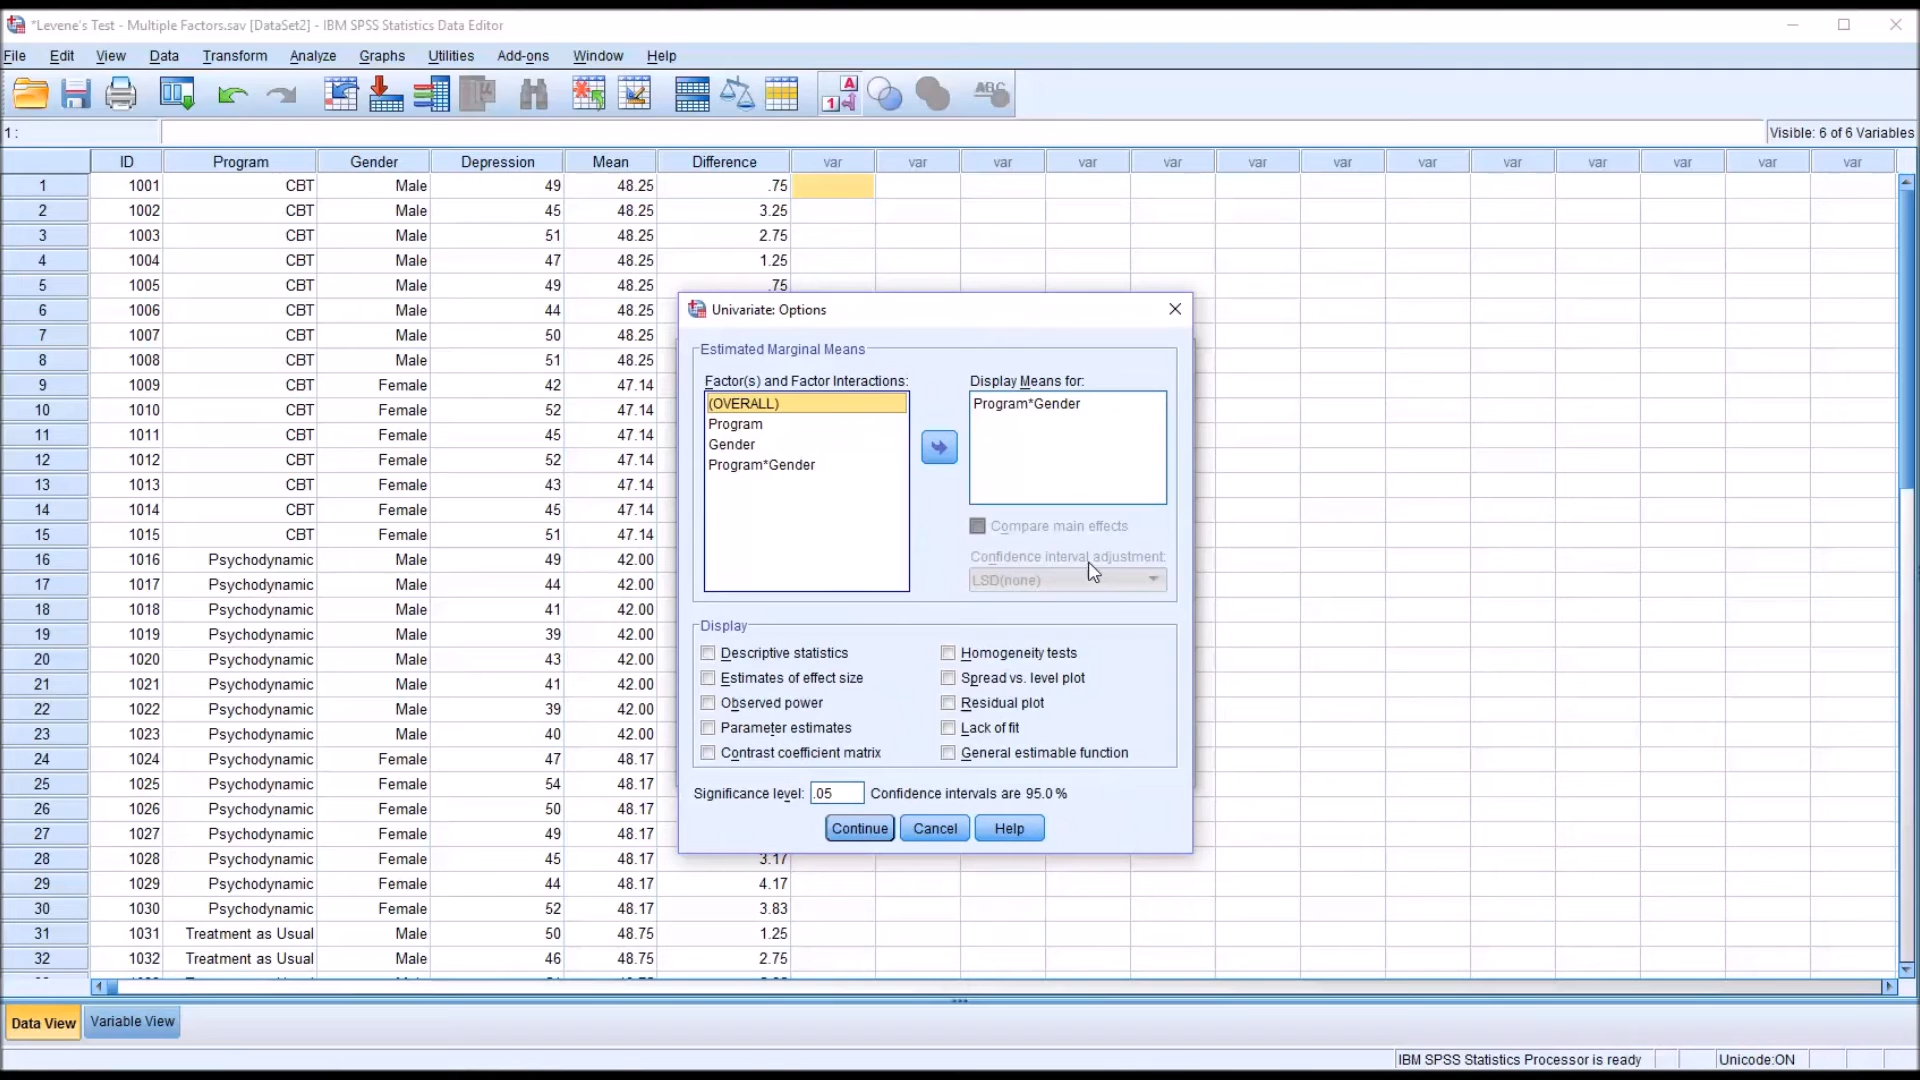 *Levene's Test - Multiple Factors.sav [DataSet2] - IBM SPSS Statistics Data Editor
File Edit View Data Transform Analyze Graphs Utilities Add-ons Window Help
1 A ABC
1 : Visible: 6 of 6 Variables
ID Program Gender Depression Mean Difference var var var var var var var var var var var var var
1 1001 CBT Male 49 48.25 .75
2 1002 CBT Male 45 48.25 3.25
3 1003 CBT Male 51 48.25 2.75
4 1004 CBT Male 47 48.25 1.25
5 1005 CBT Male 49 48.25 .75
6 1006 CBT Male 44 48.25
7 1007 CBT Male 50 48.25
8 1008 CBT Male 51 48.25
9 1009 CBT Female 42 47.14
10 1010 CBT Female 52 47.14
11 1011 CBT Female 45 47.14
12 1012 CBT Female 52 47.14
13 1013 CBT Female 43 47.14
14 1014 CBT Female 45 47.14
15 1015 CBT Female 51 47.14
16 1016 Psychodynamic Male 49 42.00
17 1017 Psychodynamic Male 44 42.00
18 1018 Psychodynamic Male 41 42.00
19 1019 Psychodynamic Male 39 42.00
20 1020 Psychodynamic Male 43 42.00
21 1021 Psychodynamic Male 41 42.00
22 1022 Psychodynamic Male 39 42.00
23 1023 Psychodynamic Male 40 42.00
24 1024 Psychodynamic Female 47 48.17
25 1025 Psychodynamic Female 54 48.17
26 1026 Psychodynamic Female 50 48.17
27 1027 Psychodynamic Female 49 48.17
28 1028 Psychodynamic Female 45 48.17 3.17
29 1029 Psychodynamic Female 44 48.17 4.17
30 1030 Psychodynamic Female 52 48.17 3.83
31 1031 Treatment as Usual Male 50 48.75 1.25
32 1032 Treatment as Usual Male 46 48.75 2.75
Univariate: Options
Estimated Marginal Means
Factor(s) and Factor Interactions: Display Means for:
(OVERALL) Program*Gender
Program
Gender
Program*Gender
Compare main effects
Confidence interval adjustment:
LSD(none)
Display
Descriptive statistics Homogeneity tests
Estimates of effect size Spread vs. level plot
Observed power Residual plot
Parameter estimates Lack of fit
Contrast coefficient matrix General estimable function
Significance level: .05 Confidence intervals are 95.0 %
Continue Cancel Help
Data View Variable View
IBM SPSS Statistics Processor is ready Unicode:ON